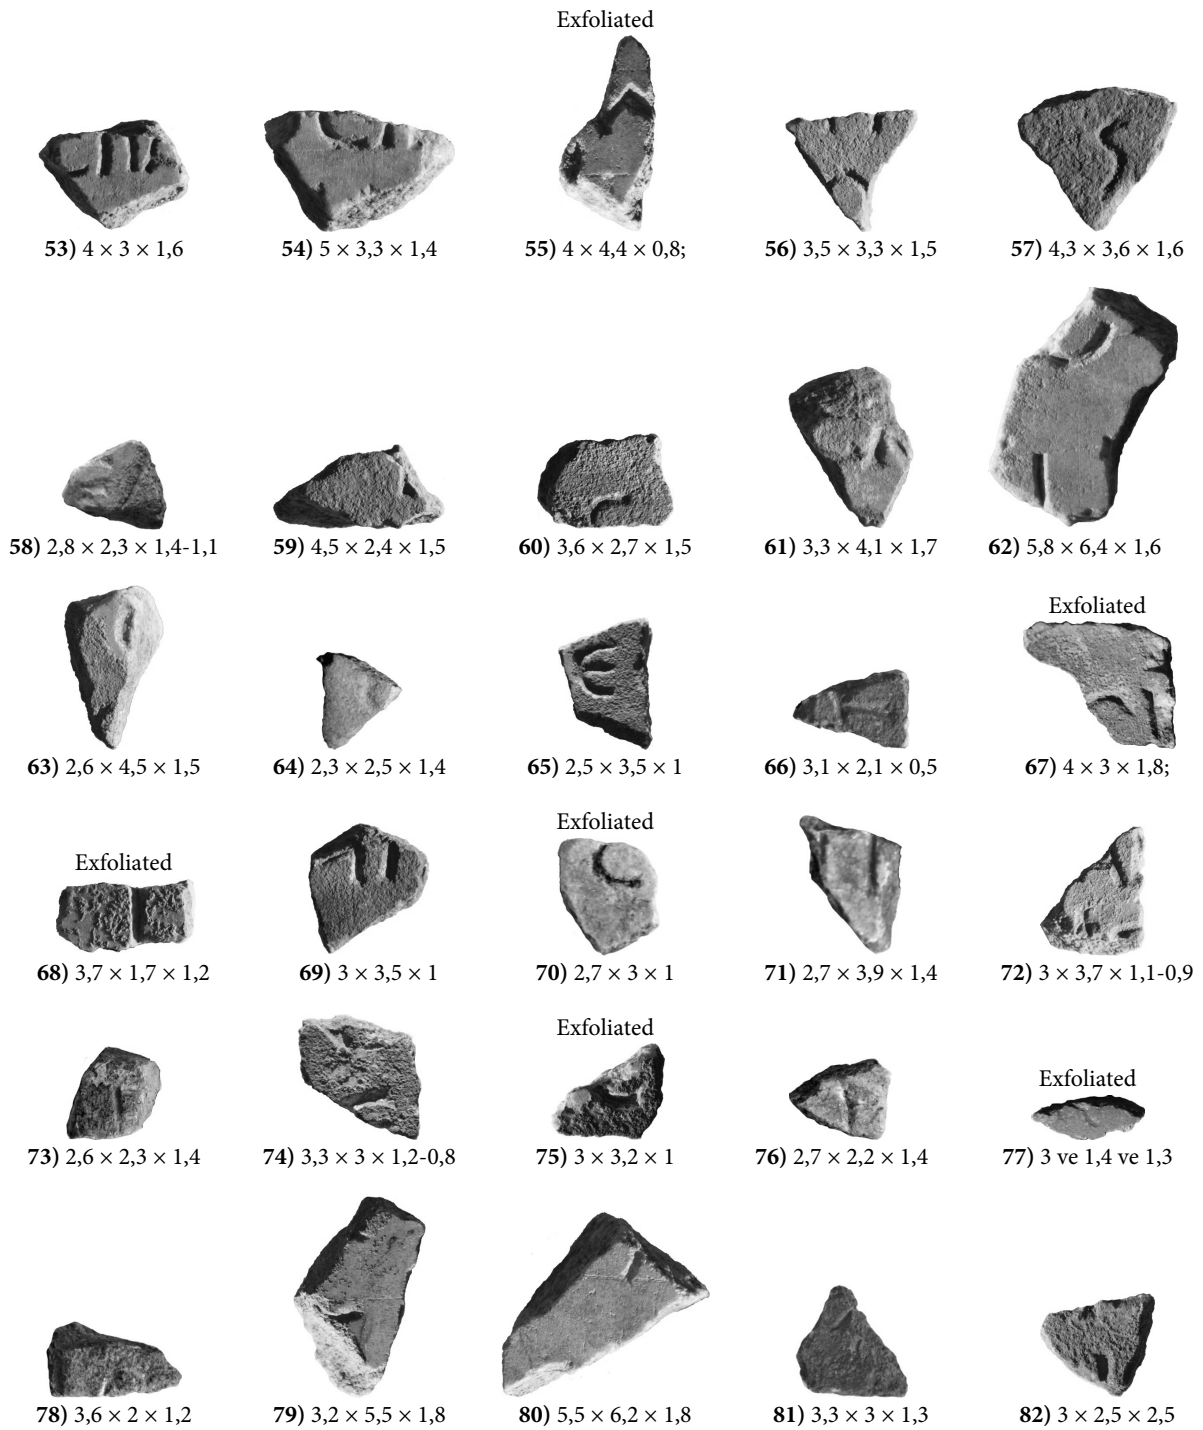 Exfoliated
53) 4 × 3 × 1,6
54) 5 × 3,3 × 1,4
55) 4 × 4,4 × 0,8;
56) 3,5 × 3,3 × 1,5
57) 4,3 × 3,6 × 1,6
58) 2,8 × 2,3 × 1,4-1,1
59) 4,5 × 2,4 × 1,5
60) 3,6 × 2,7 × 1,5
61) 3,3 × 4,1 × 1,7
62) 5,8 × 6,4 × 1,6
Exfoliated
63) 2,6 × 4,5 × 1,5
64) 2,3 × 2,5 × 1,4
65) 2,5 × 3,5 × 1
66) 3,1 × 2,1 × 0,5
67) 4 × 3 × 1,8;
Exfoliated
Exfoliated
68) 3,7 × 1,7 × 1,2
69) 3 × 3,5 × 1
70) 2,7 × 3 × 1
71) 2,7 × 3,9 × 1,4
72) 3 × 3,7 × 1,1-0,9
Exfoliated
Exfoliated
73) 2,6 × 2,3 × 1,4
74) 3,3 × 3 × 1,2-0,8
75) 3 × 3,2 × 1
76) 2,7 × 2,2 × 1,4
77) 3 ve 1,4 ve 1,3
78) 3,6 × 2 × 1,2
79) 3,2 × 5,5 × 1,8
80) 5,5 × 6,2 × 1,8
81) 3,3 × 3 × 1,3
82) 3 × 2,5 × 2,5